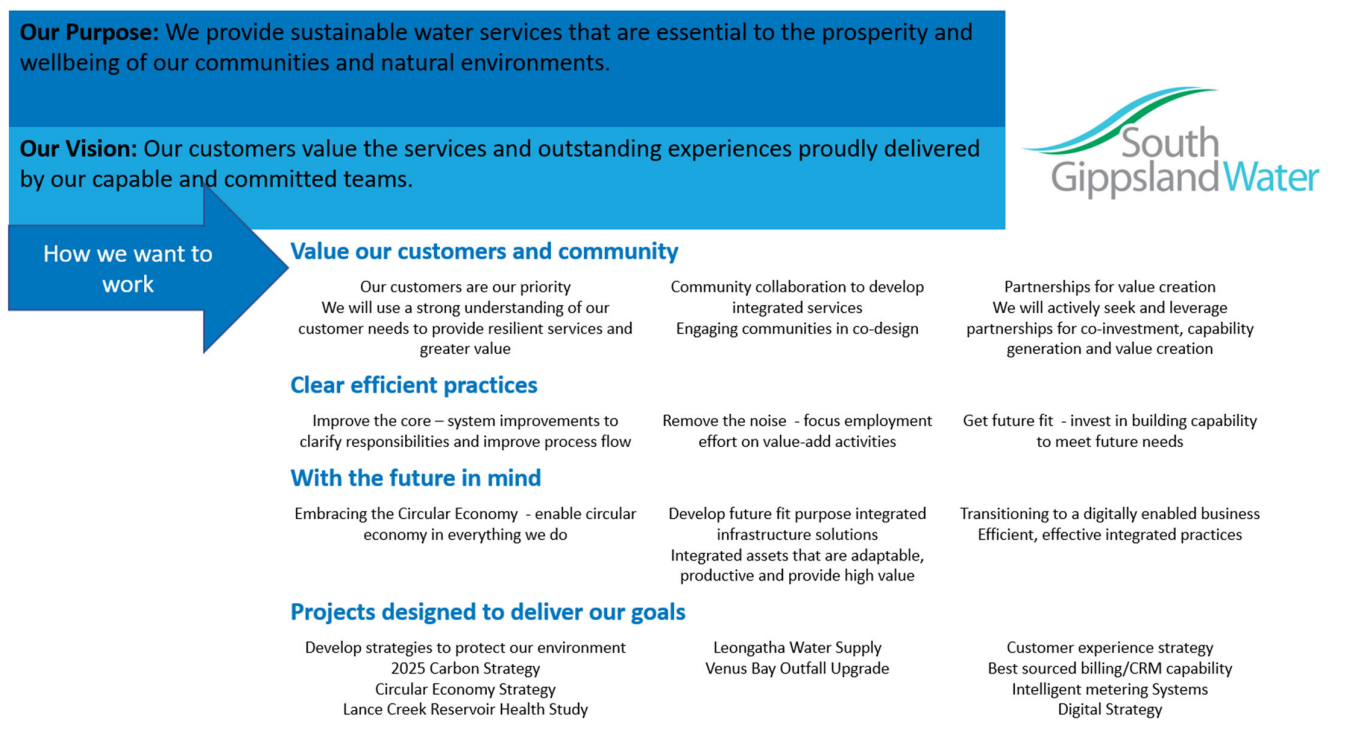 Our Purpose: We provide sustainable water services that are essential to the prosperity and
wellbeing of our communities and natural environments.
Our Vision: Our customers value the services and outstanding experiences proudly delivered
by our capable and committed teams.
South
Gippsland Water
How we want to
work
Value our customers and community
Our customers are our priority
We will use a strong understanding of our
customer needs to provide resilient services and
greater value
Community collaboration to develop
integrated services
Engaging communities in co-design
Partnerships for value creation
We will actively seek and leverage
partnerships for co-investment, capability
generation and value creation
Clear efficient practices
Improve the core – system improvements to
clarify responsibilities and improve process flow
Remove the noise - focus employment
effort on value-add activities
Get future fit - invest in building capability
to meet future needs
With the future in mind
Embracing the Circular Economy - enable circular
economy in everything we do
Develop future fit purpose integrated
infrastructure solutions
Integrated assets that are adaptable,
productive and provide high value
Transitioning to a digitally enabled business
Efficient, effective integrated practices
Projects designed to deliver our goals
Develop strategies to protect our environment
2025 Carbon Strategy
Circular Economy Strategy
Lance Creek Reservoir Health Study
Leongatha Water Supply
Venus Bay Outfall Upgrade
Customer experience strategy
Best sourced billing/CRM capability
Intelligent metering Systems
Digital Strategy